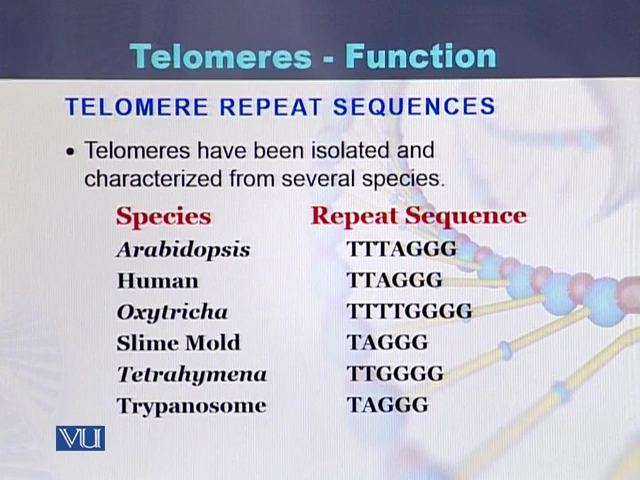 Telomeres - Function
TELOMERE REPEAT SEQUENCES
• Telomeres have been isolated and
characterized from several species.
Species Repeat Sequence
Arabidopsis TTTAGGG
Human TTAGGG
Oxytricha TTTTGGGG
Slime Mold TAGGG
Tetrahymena TTGGGG
Trypanosome TAGGG
VU